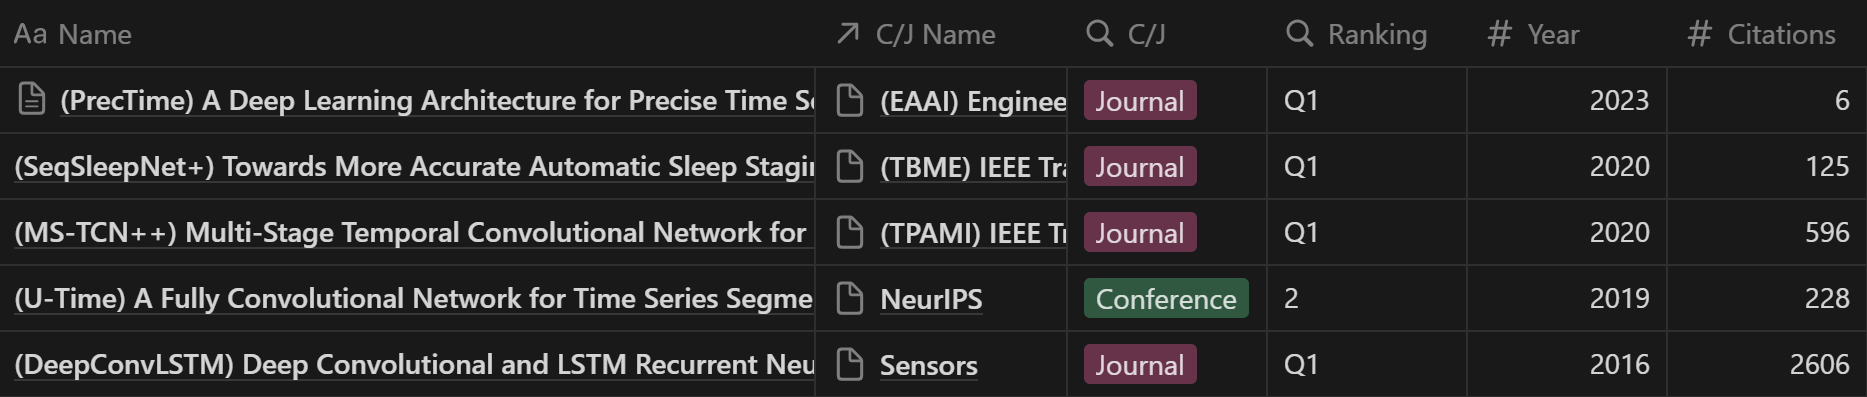 Aa Name C/J Name C/J Ranking # Year # Citations
(PrecTime) A Deep Learning Architecture for Precise Time Se (EAAI) Enginee Journal Q1 2023 6
(SeqSleepNet+) Towards More Accurate Automatic Sleep Stagin (TBME) IEEE Tra Journal Q1 2020 125
(MS-TCN++) Multi-Stage Temporal Convolutional Network for (TPAMI) IEEE Tr Journal Q1 2020 596
(U-Time) A Fully Convolutional Network for Time Series Segme NeurIPS Conference 2 2019 228
(DeepConvLSTM) Deep Convolutional and LSTM Recurrent Neu Sensors Journal Q1 2016 2606